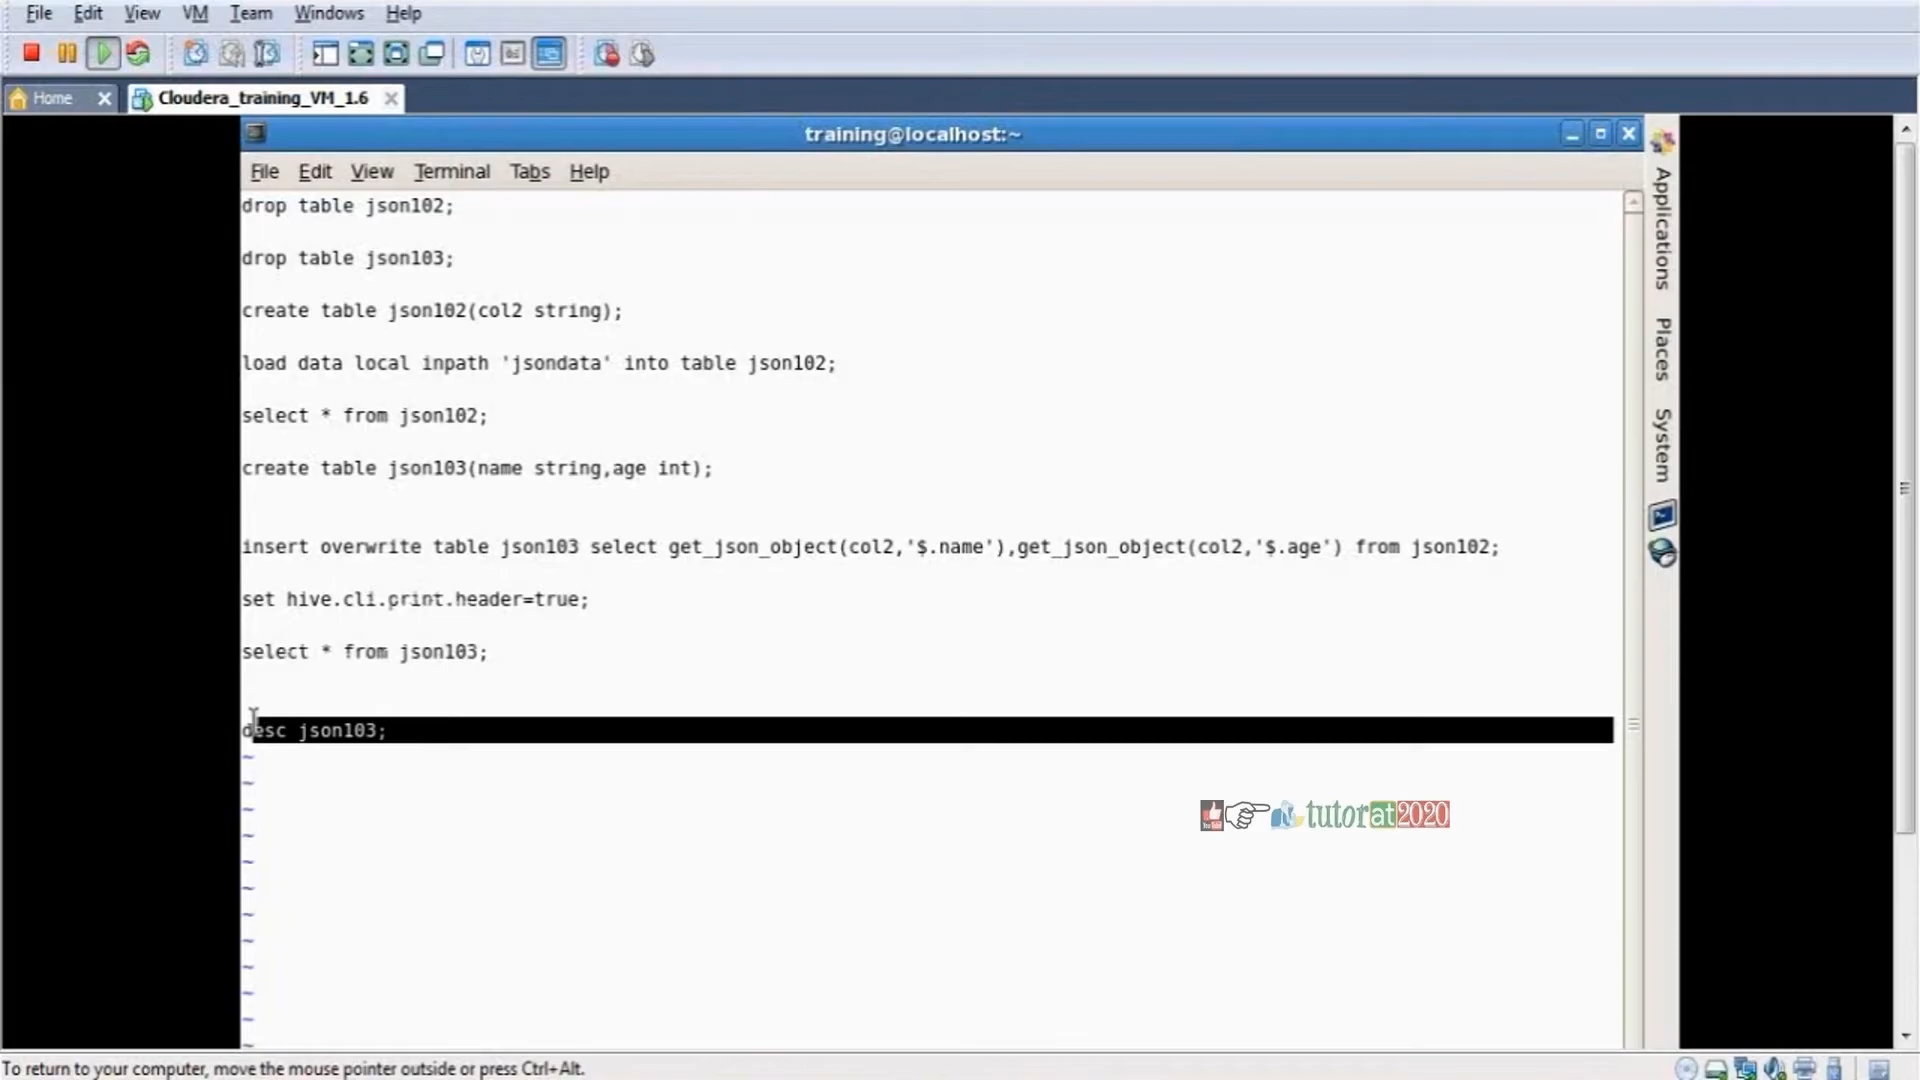 File Edit View VM Team Windows Help
Home Cloudera_training_VM_1.6
training@localhost:~
File Edit View Terminal Tabs Help
drop table json102;
drop table json103;
create table json102(col2 string);
load data local inpath 'jsondata' into table json102;
select * from json102;
create table json103(name string,age int);
insert overwrite table json103 select get_json_object(col2,'$.name'),get_json_object(col2,'$.age') from json102;
set hive.cli.print.header=true;
select * from json103;
desc json103;
~
~
~
~
~
~
~
~
~
~
~
~
Applications
Places
System
tutorat2020
To return to your computer, move the mouse pointer outside or press Ctrl+Alt.